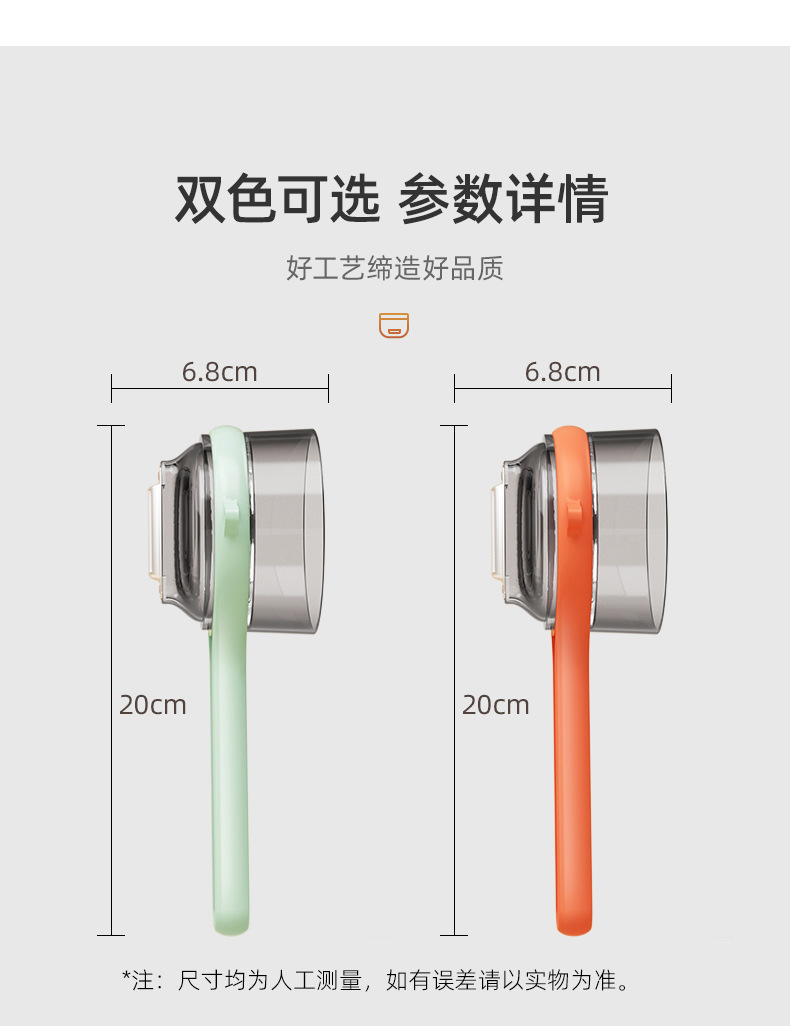 双色可选 参数详情
好工艺缔造好品质
6.8cm 6.8cm
20cm 20cm
*注：尺寸均为人工测量，如有误差请以实物为准。